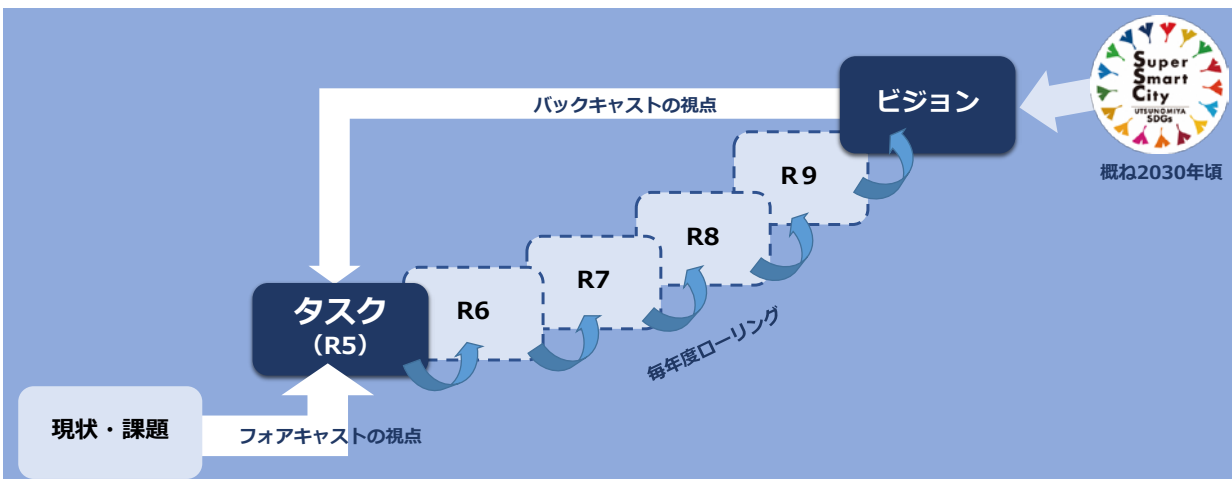 Super
Smart
City
UTSUNOMIYA
SDGs
概ね2030年頃
ビジョン
バックキャストの視点
R9
R8
R7
R6
タスク
（R5）
毎年度ローリング
現状・課題
フォアキャストの視点